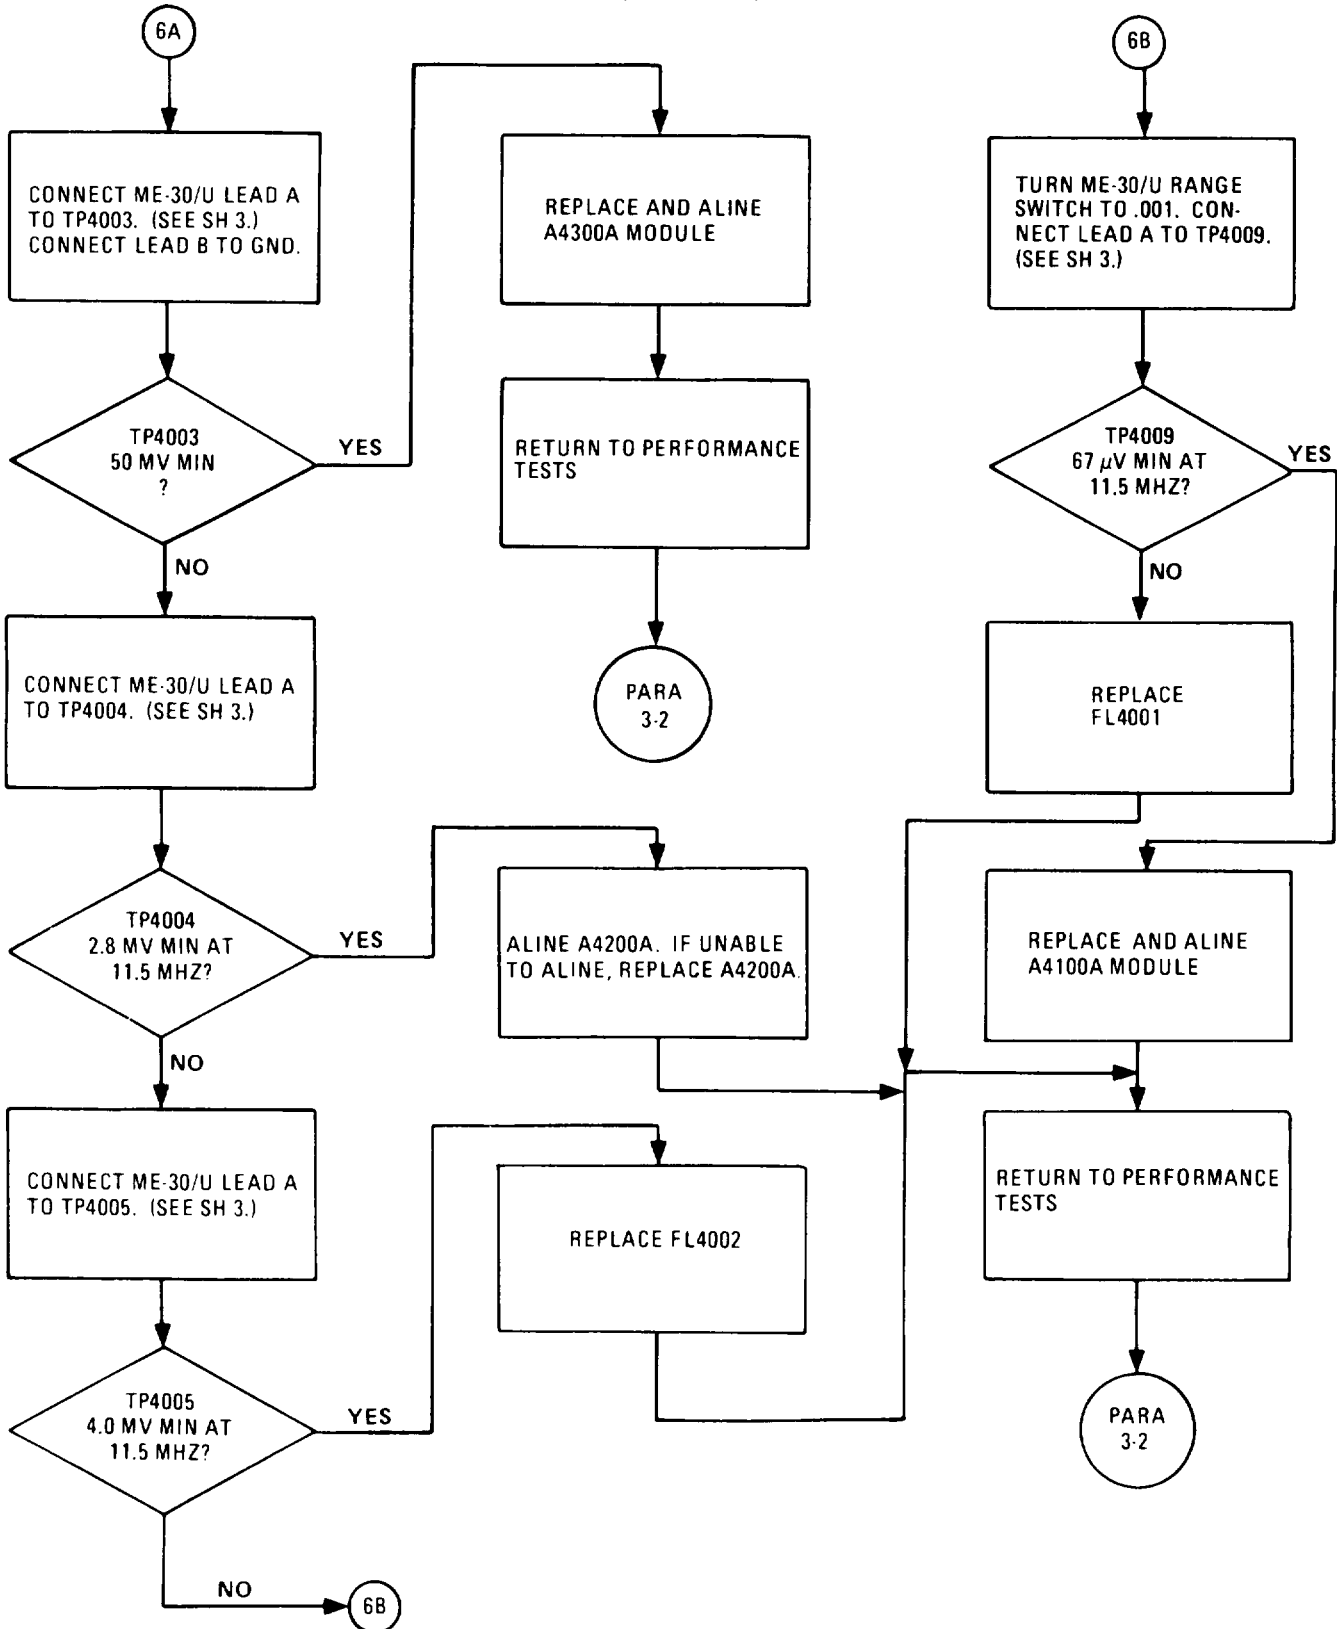 6A
CONNECT ME-30/U LEAD A
TO TP4003. (SEE SH 3.)
CONNECT LEAD B TO GND.
TP4003
50 MV MIN
?
YES
NO
REPLACE AND ALINE
A4300A MODULE
RETURN TO PERFORMANCE
TESTS
PARA
3-2
CONNECT ME-30/U LEAD A
TO TP4004. (SEE SH 3.)
TP4004
2.8 MV MIN AT
11.5 MHZ?
YES
NO
ALINE A4200A. IF UNABLE
TO ALINE, REPLACE A4200A.
CONNECT ME-30/U LEAD A
TO TP4005. (SEE SH 3.)
TP4005
4.0 MV MIN AT
11.5 MHZ?
YES
NO
REPLACE FL4002
6B
6B
TURN ME-30/U RANGE
SWITCH TO .001. CON-
NECT LEAD A TO TP4009.
(SEE SH 3.)
TP4009
67 µV MIN AT
11.5 MHZ?
YES
NO
REPLACE
FL4001
REPLACE AND ALINE
A4100A MODULE
RETURN TO PERFORMANCE
TESTS
PARA
3-2